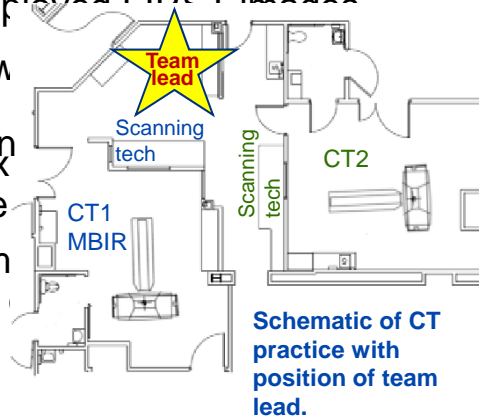 Team
lead
Scanning
tech
Scanning
tech
CT2
CT1
MBIR
Schematic of CT
practice with
position of team
lead.